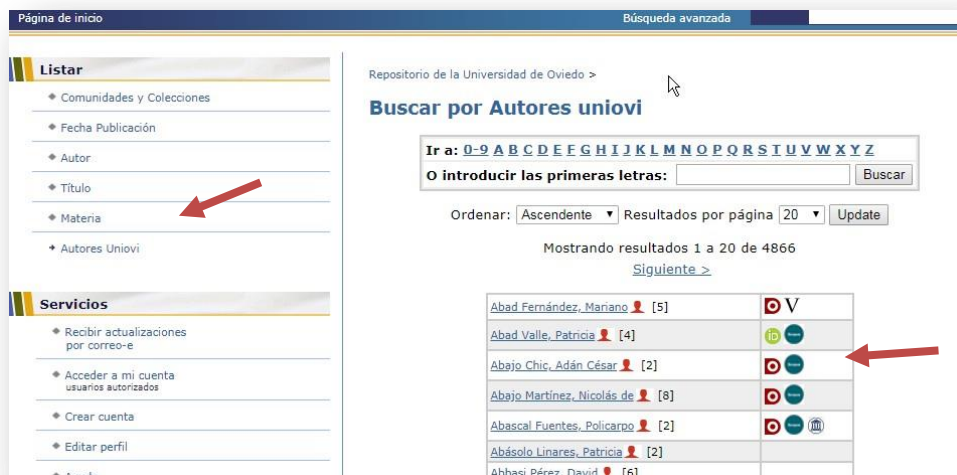 Página de inicio
Búsqueda avanzada
Listar
Comunidades y Colecciones
Fecha Publicación
Autor
Título
Materia
Autores Uniovi
Servicios
Recibir actualizaciones
por correo-e
Acceder a mi cuenta
usuarios autorizados
Crear cuenta
Editar perfil
Repositorio de la Universidad de Oviedo >
Buscar por Autores uniovi
Ir a: 0-9 A B C D E F G H I J K L M N O P Q R S T U V W X Y Z
O introducir las primeras letras: Buscar
Ordenar: Ascendente Resultados por página 20 Update
Mostrando resultados 1 a 20 de 4866
Siguiente >
Abad Fernández, Mariano [5] V
Abad Valle, Patricia [4] iD
Abajo Chic, Adán César [2]
Abajo Martínez, Nicolás de [8]
Abascal Fuentes, Policarpo [2]
Abásolo Linares, Patricia [2]
Abbasi Pérez, David [6]